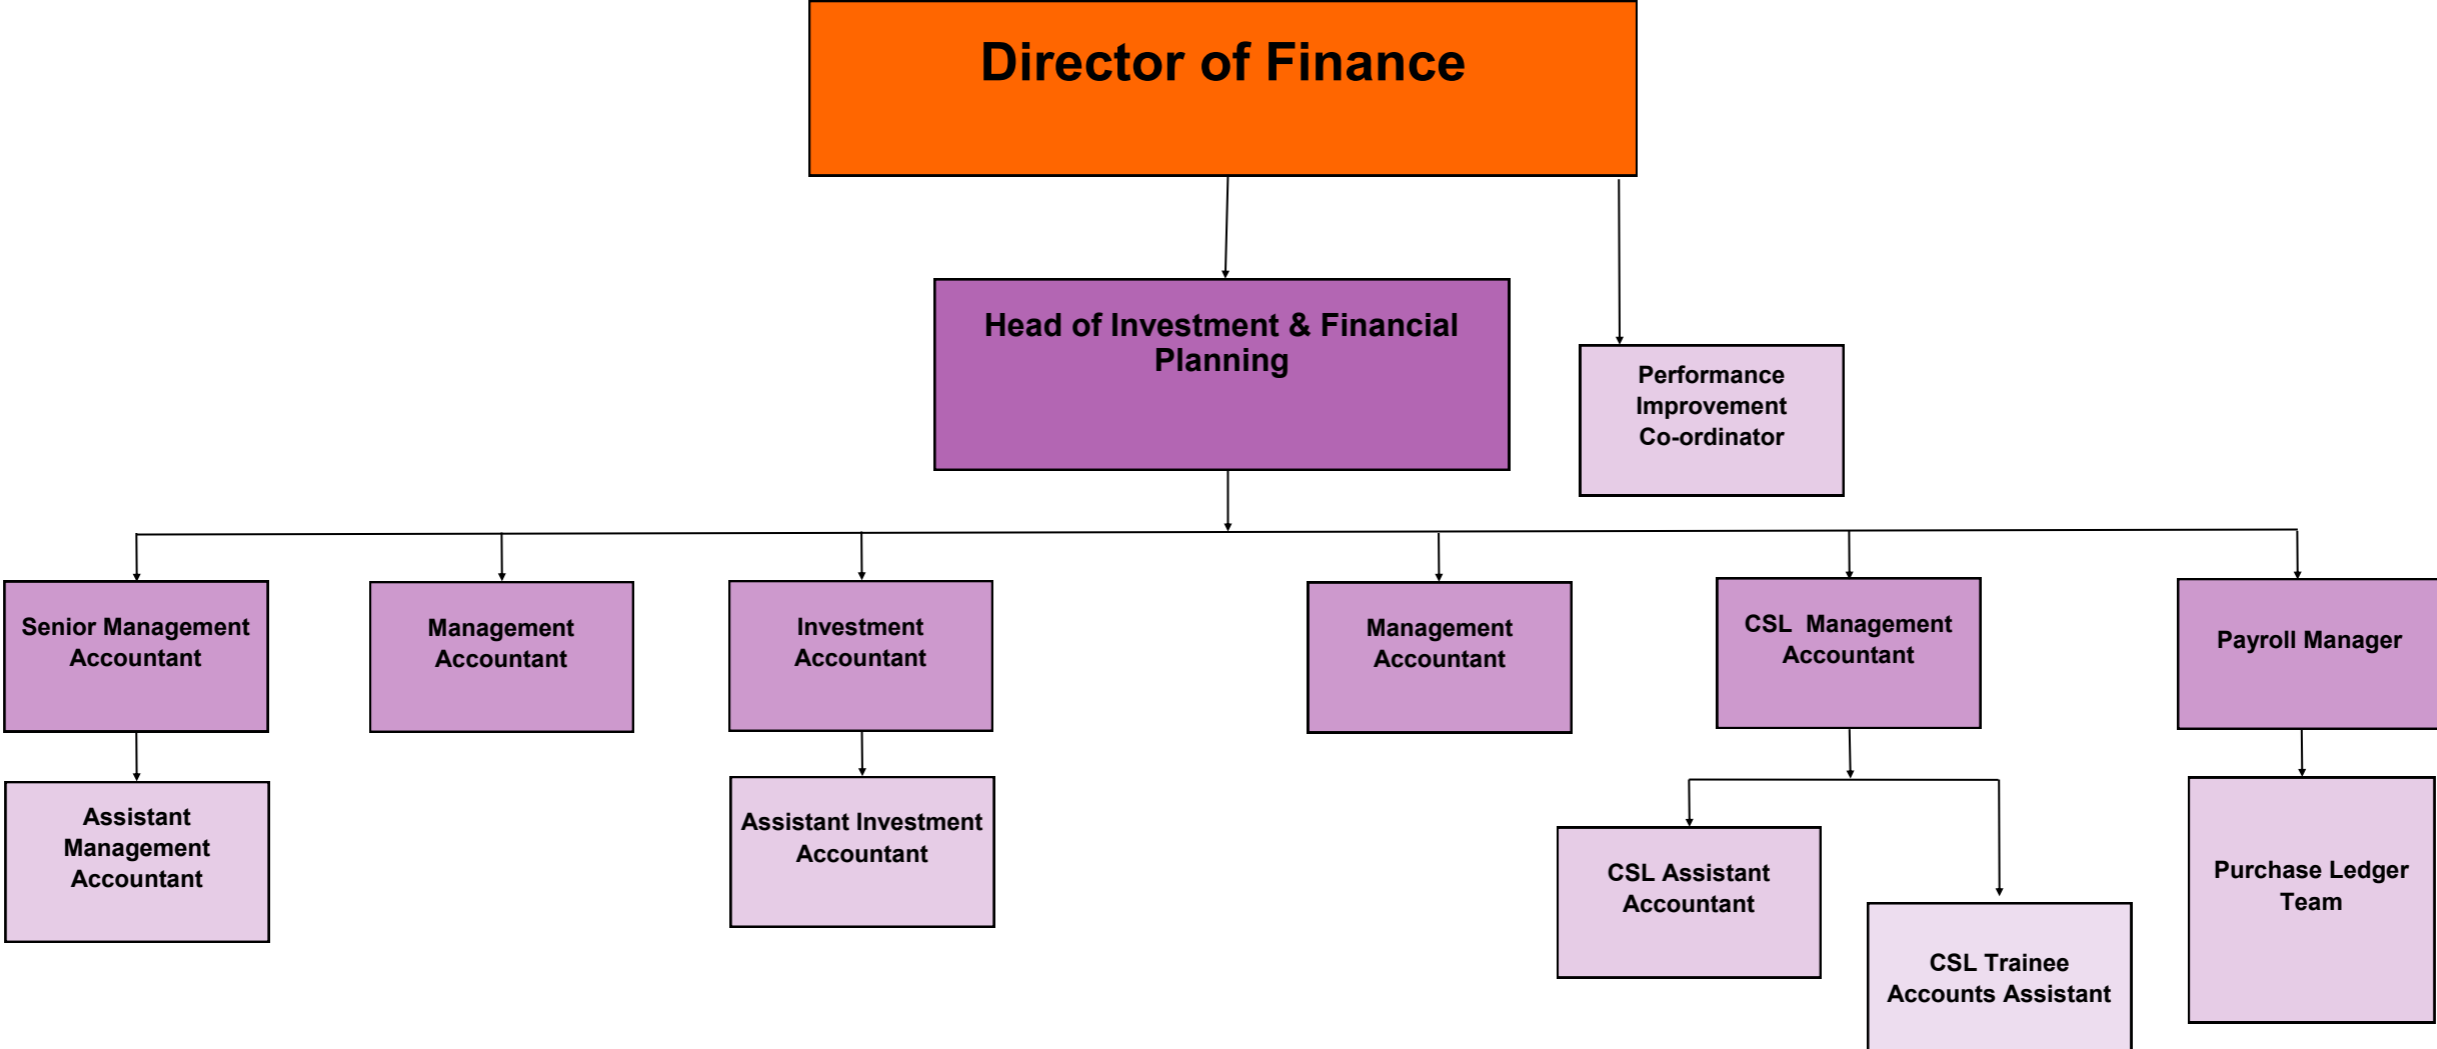 Director of Finance
Head of Investment & Financial
Planning
Performance
Improvement
Co-ordinator
Senior Management
Accountant
Management
Accountant
Investment
Accountant
Management
Accountant
CSL  Management
Accountant
Payroll Manager
Assistant
Management
Accountant
Assistant Investment
Accountant
CSL Assistant
Accountant
CSL Trainee
Accounts Assistant
Purchase Ledger
Team